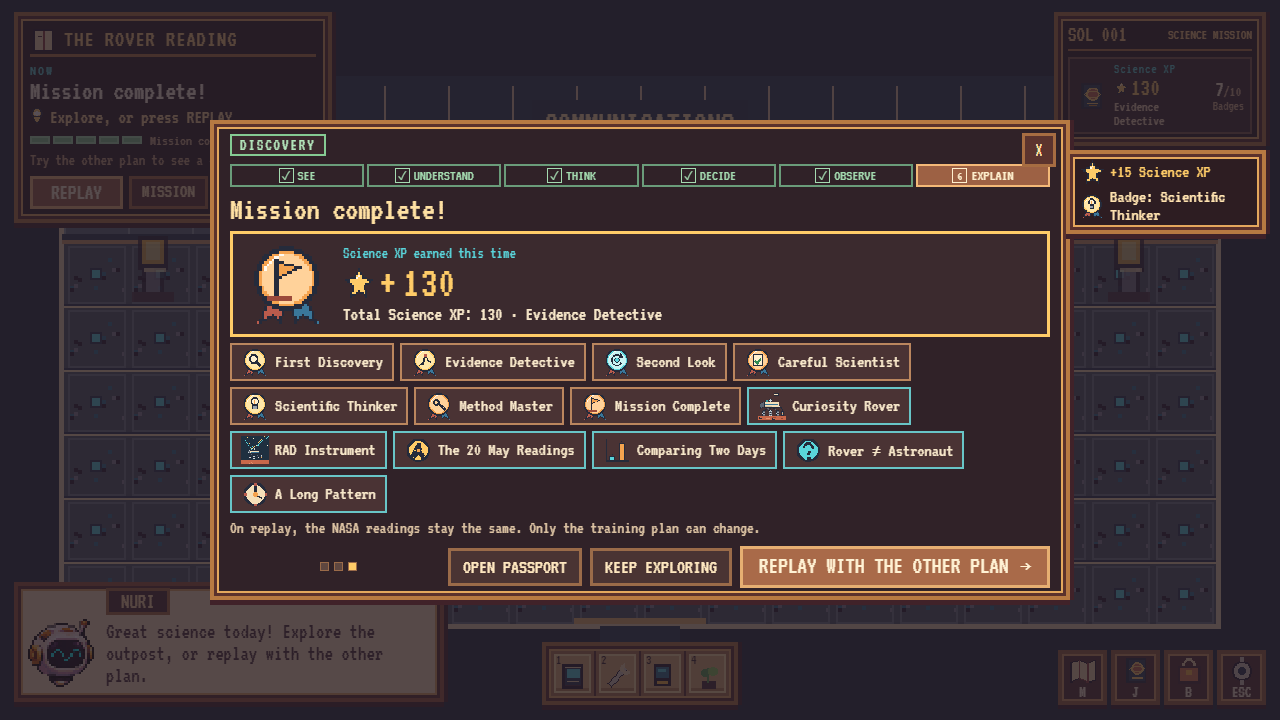 THE ROVER READING
NOW
Mission complete!
Explore, or press REPLAY
Mission co
Try the other plan to see a
REPLAY
MISSION
COMMUNICATIONS
SOL 001
SCIENCE MISSION
Science XP
130
Evidence
Detective
7/10
Badges
+15 Science XP
Badge: Scientific
Thinker
DISCOVERY
X
SEE
UNDERSTAND
THINK
DECIDE
OBSERVE
6 EXPLAIN
Mission complete!
Science XP earned this time
+130
Total Science XP: 130 · Evidence Detective
First Discovery
Evidence Detective
Second Look
Careful Scientist
Scientific Thinker
Method Master
Mission Complete
Curiosity Rover
RAD Instrument
The 20 May Readings
Comparing Two Days
Rover ≠ Astronaut
A Long Pattern
On replay, the NASA readings stay the same. Only the training plan can change.
OPEN PASSPORT
KEEP EXPLORING
REPLAY WITH THE OTHER PLAN →
NURI
Great science today! Explore the
outpost, or replay with the other
plan.
1
2
3
4
M
J
B
ESC